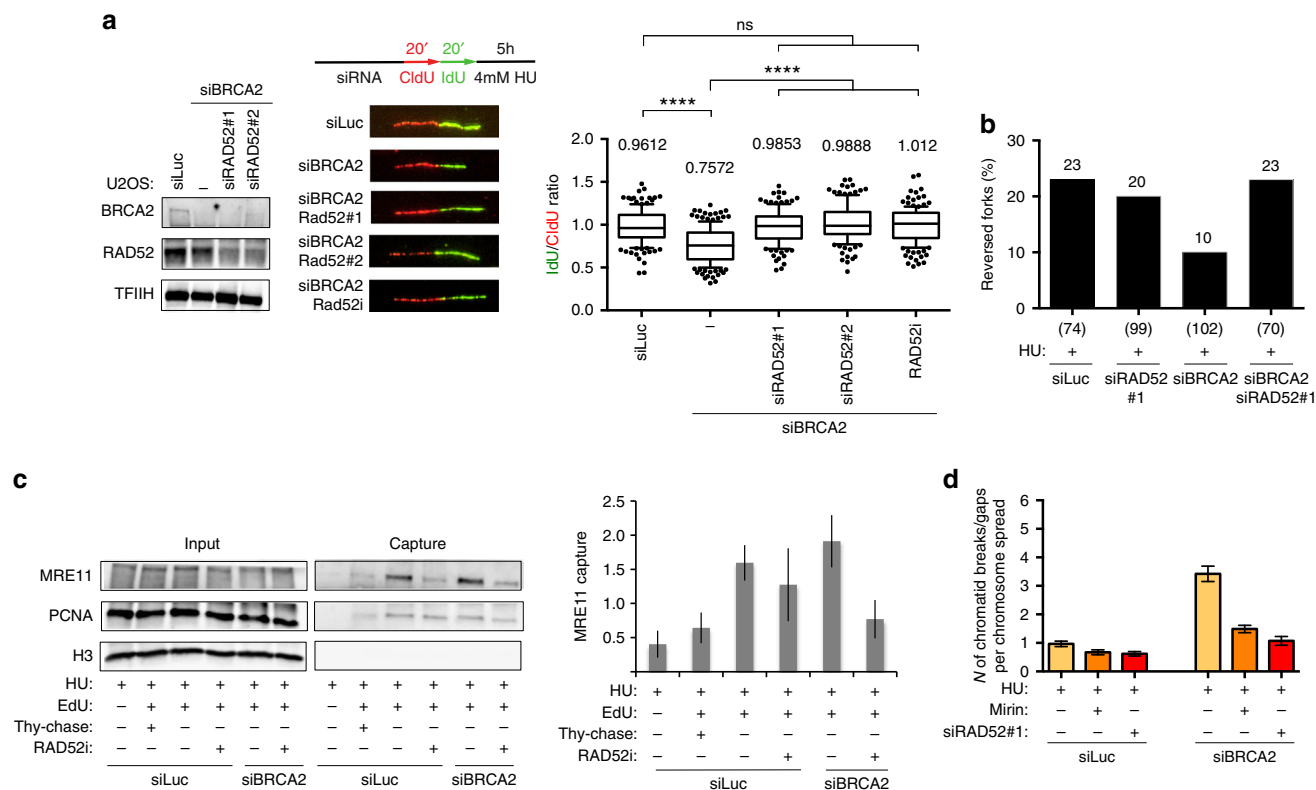 a
siBRCA2
U2OS:
siLuc
–
siRAD52#1
siRAD52#2
BRCA2
RAD52
TFIIH
20′ 20′ 5h
siRNA CldU IdU 4mM HU
siLuc
siBRCA2
siBRCA2
Rad52#1
siBRCA2
Rad52#2
siBRCA2
Rad52i
ns
****
****
IdU/CldU ratio
2.0
1.5
1.0
0.5
0.0
0.9612
0.7572
0.9853
0.9888
1.012
siLuc
–
siRAD52#1
siRAD52#2
RAD52i
siBRCA2
b
Reversed forks (%)
30
20
10
0
23
20
10
23
(74) (99) (102) (70)
HU: + + + +
siLuc
siRAD52
#1
siBRCA2
siBRCA2
siRAD52#1
c
Input Capture
MRE11
PCNA
H3
HU: + + + + + + + + + + + +
EdU: – + + + + + – + + + + +
Thy-chase: – + – – – – – + – – – –
RAD52i: – – – + – + – – – + – +
siLuc siBRCA2 siLuc siBRCA2
MRE11 capture
2.5
2.0
1.5
1.0
0.5
HU: + + + + + +
EdU: – + + + + +
Thy-chase: – + – – – –
RAD52i: – – – + – +
siLuc siBRCA2
d
N of chromatid breaks/gaps
per chromosome spread
6
5
4
3
2
1
0
HU: + + + + + +
Mirin: – + – – + –
siRAD52#1: – – + – – +
siLuc siBRCA2